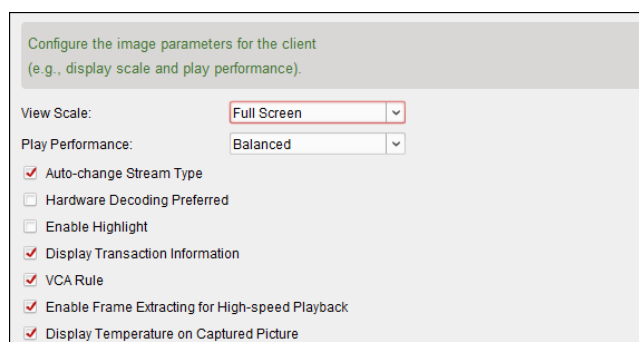 Configure the image parameters for the client
(e.g., display scale and play performance).
View Scale: Full Screen
Play Performance: Balanced
Auto-change Stream Type
Hardware Decoding Preferred
Enable Highlight
Display Transaction Information
VCA Rule
Enable Frame Extracting for High-speed Playback
Display Temperature on Captured Picture